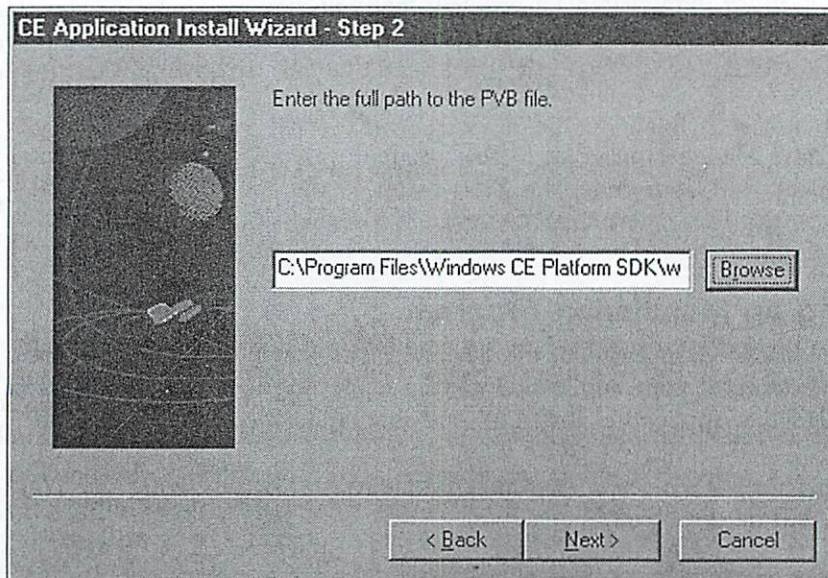 CE Application Install Wizard - Step 2
Enter the full path to the PVB file.
C:\Program Files\Windows CE Platform SDK\w
Browse
< Back
Next >
Cancel